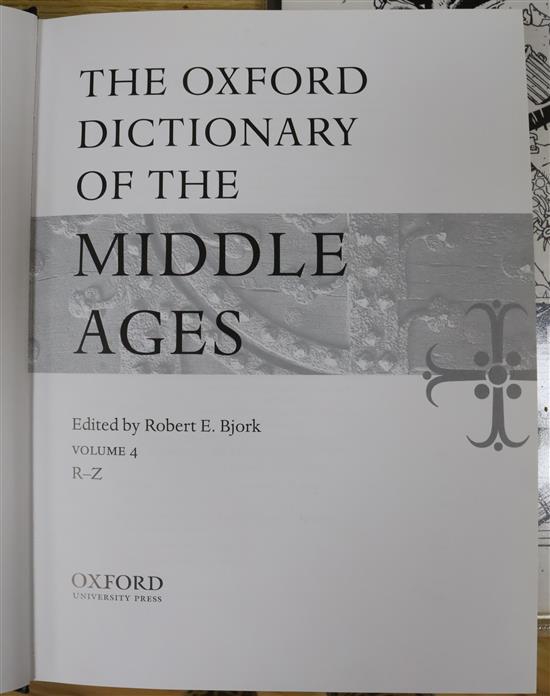 THE OXFORD
DICTIONARY
OF THE
MIDDLE
AGES
Edited by Robert E. Bjork
VOLUME 4
R–Z
OXFORD
UNIVERSITY PRESS